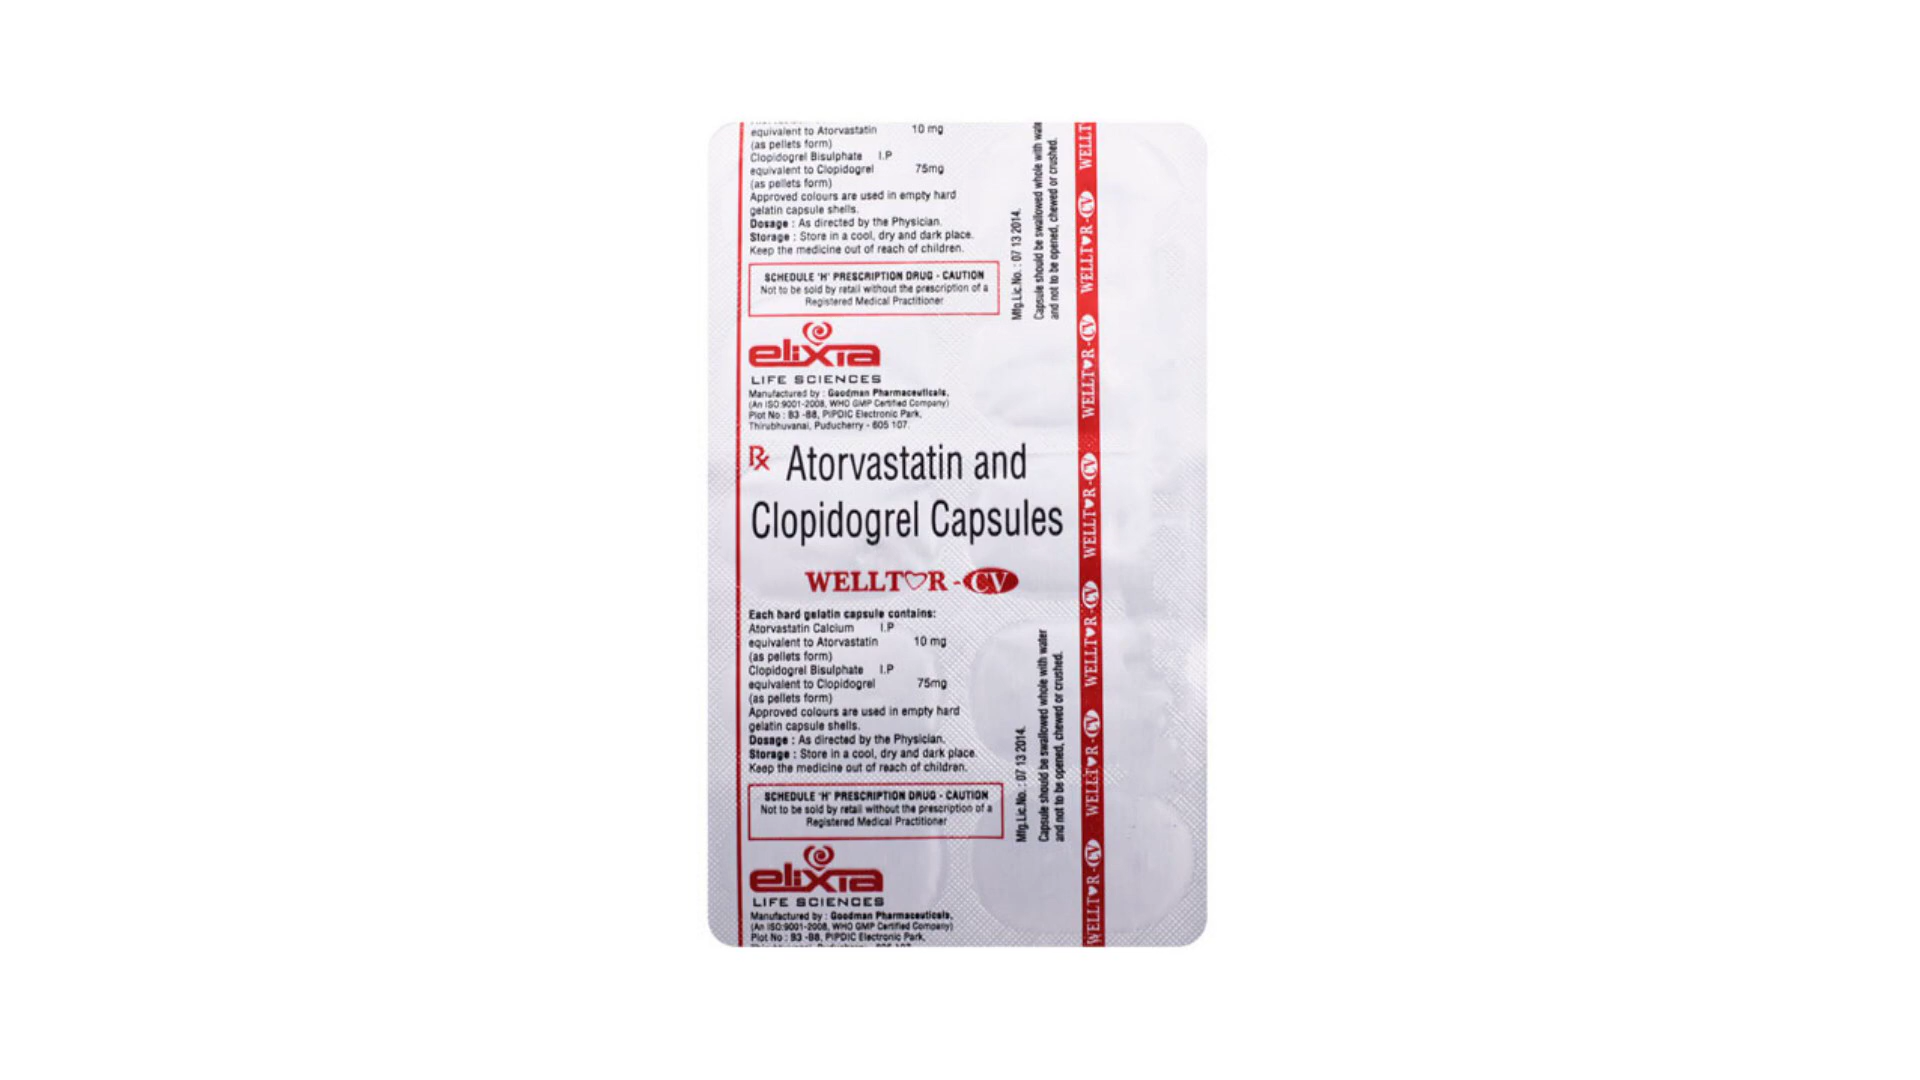 equivalent to Atorvastatin 10 mg
(as pellets form)
Clopidogrel Bisulphate I.P
equivalent to Clopidogrel 75mg
(as pellets form)
Approved colours are used in empty hard
gelatin capsule shells.
Dosage : As directed by the Physician.
Storage : Store in a cool, dry and dark place.
Keep the medicine out of reach of children.
SCHEDULE 'H' PRESCRIPTION DRUG - CAUTION
Not to be sold by retail without the prescription of a
Registered Medical Practitioner
Mfg.Lic.No. : 07 13 2014.
Capsule should be swallowed whole with wate
and not to be opened, chewed or crushed.
elixia
LIFE SCIENCES
Manufactured by : Goodman Pharmaceuticals,
(An ISO:9001-2008, WHO GMP Certified Company)
Plot No : B3 -B8, PIPDIC Electronic Park,
Thirubhuvanai, Puducherry - 605 107.
Rx Atorvastatin and
Clopidogrel Capsules
WELLTOR - CV
Each hard gelatin capsule contains:
Atorvastatin Calcium I.P
equivalent to Atorvastatin 10 mg
(as pellets form)
Clopidogrel Bisulphate I.P
equivalent to Clopidogrel 75mg
(as pellets form)
Approved colours are used in empty hard
gelatin capsule shells.
Dosage : As directed by the Physician.
Storage : Store in a cool, dry and dark place.
Keep the medicine out of reach of children.
SCHEDULE 'H' PRESCRIPTION DRUG - CAUTION
Not to be sold by retail without the prescription of a
Registered Medical Practitioner
Mfg.Lic.No. : 07 13 2014.
Capsule should be swallowed whole with water
and not to be opened, chewed or crushed.
elixia
LIFE SCIENCES
Manufactured by : Goodman Pharmaceuticals,
(An ISO:9001-2008, WHO GMP Certified Company)
Plot No : B3 -B8, PIPDIC Electronic Park,
WELLTOR - CV WELLTOR - CV WELLTOR - CV WELLTOR - CV WELLTOR - CV WELLTOR - CV WELLT